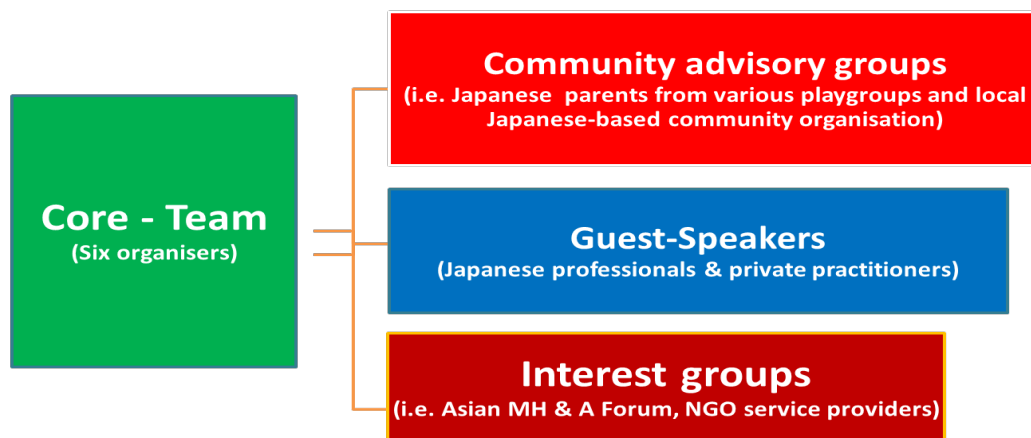 Community advisory groups
(i.e. Japanese parents from various playgroups and local
Japanese-based community organisation)
Core - Team
(Six organisers)
Guest-Speakers
(Japanese professionals & private practitioners)
Interest groups
(i.e. Asian MH & A Forum, NGO service providers)